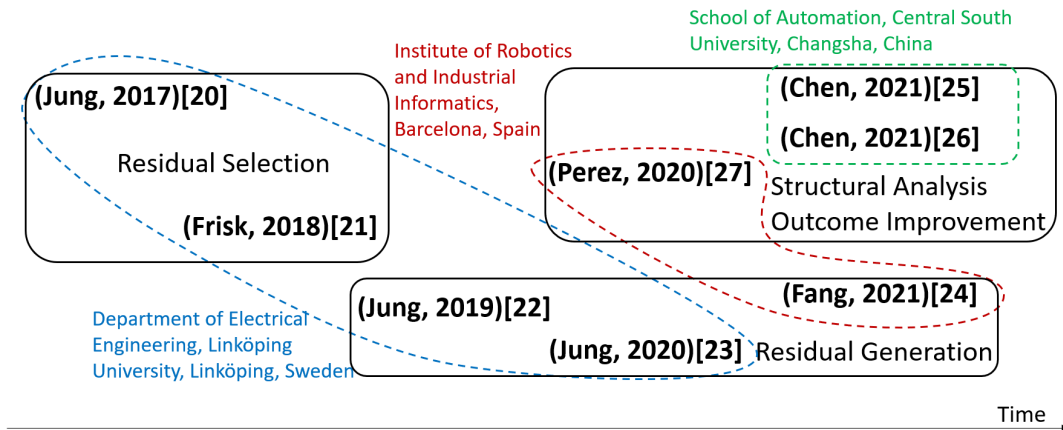 School of Automation, Central South
University, Changsha, China
Institute of Robotics
and Industrial
Informatics,
Barcelona, Spain
(Jung, 2017)[20]
Residual Selection
(Frisk, 2018)[21]
(Chen, 2021)[25]
(Chen, 2021)[26]
(Perez, 2020)[27]
Structural Analysis
Outcome Improvement
(Jung, 2019)[22]
(Fang, 2021)[24]
(Jung, 2020)[23]
Residual Generation
Department of Electrical
Engineering, Linköping
University, Linköping, Sweden
Time